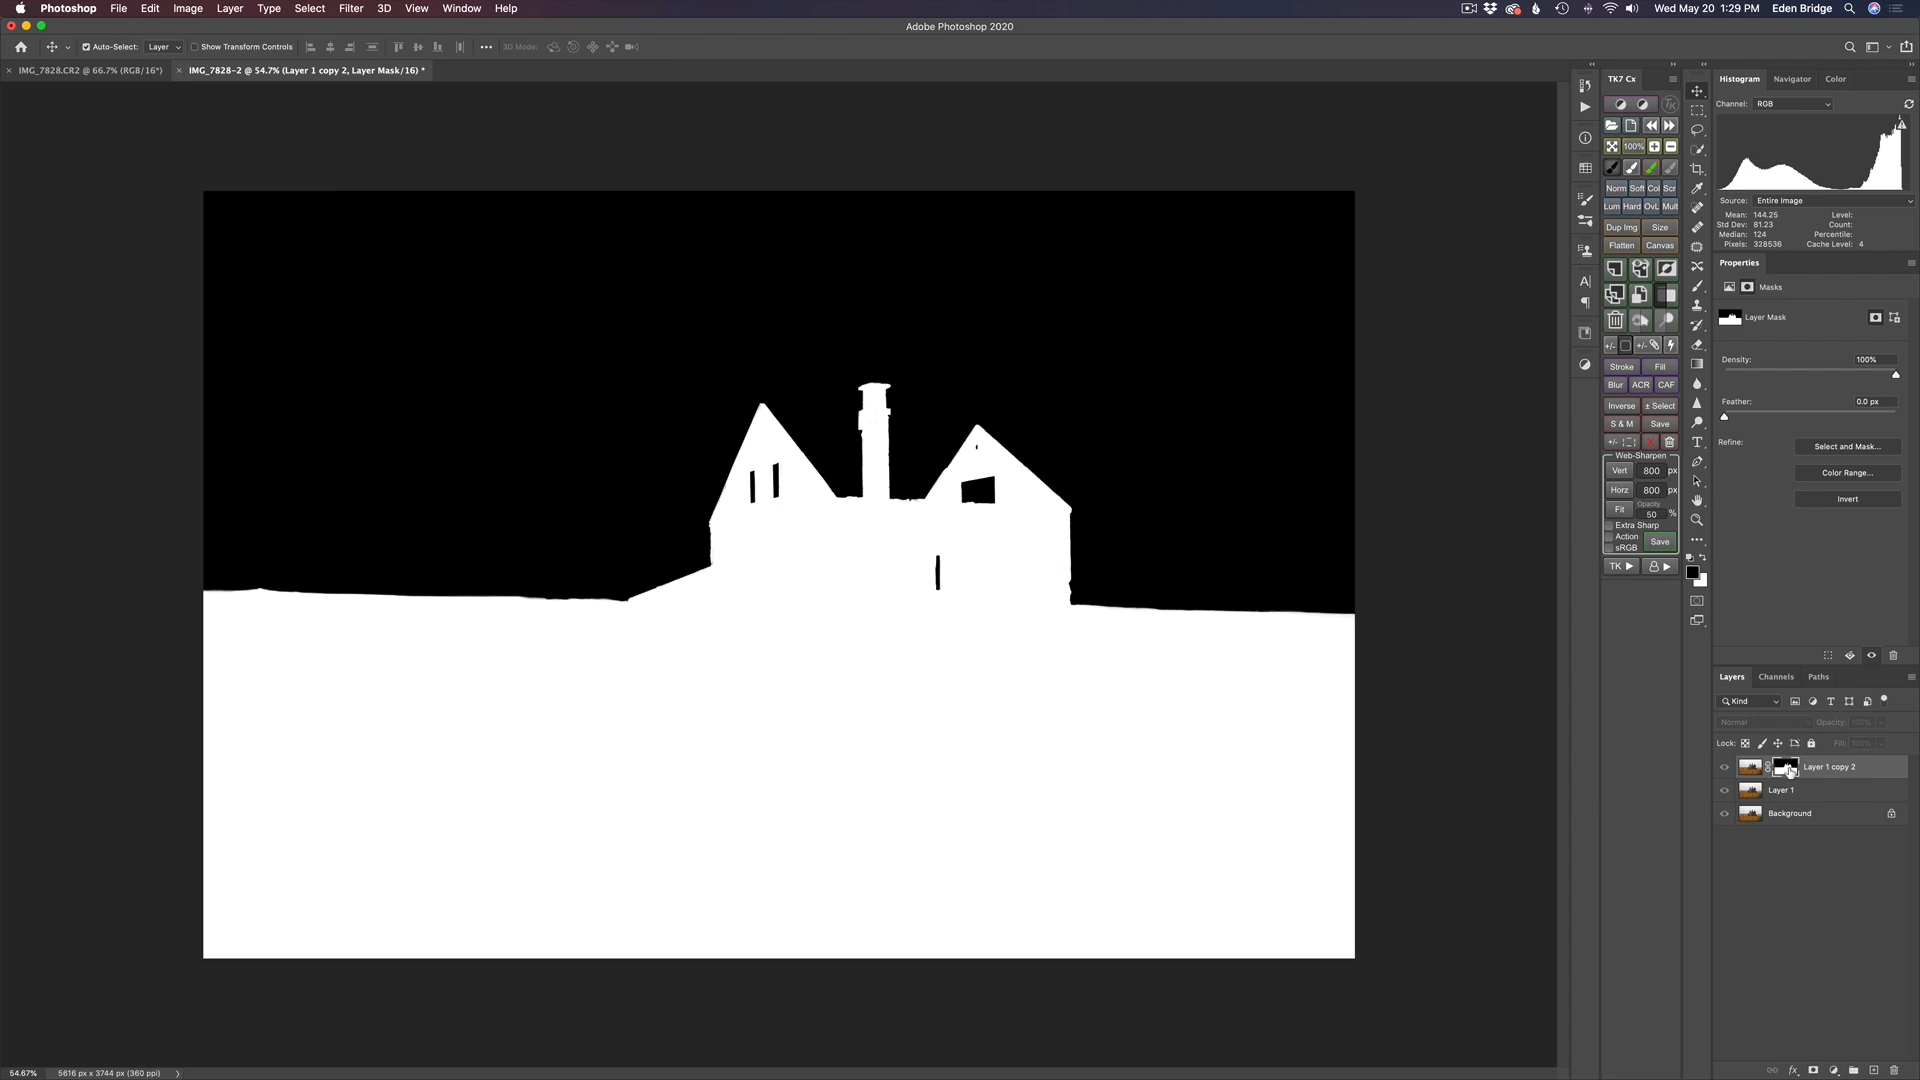 Photoshop File Edit Image Layer Type Select Filter 3D View Window Help
Wed May 20 1:29 PM Eden Bridge
Adobe Photoshop 2020
Auto-Select: Layer Show Transform Controls 3D Mode:
IMG_7828.CR2 @ 66.7% (RGB/16*)
IMG_7828-2 @ 54.7% (Layer 1 copy 2, Layer Mask/16) *
TK7 Cx
TK
100%
Norm Soft Col Scr
Lum Hard OvL Mult
Dup Img Size
Flatten Canvas
+/- +/-
Stroke Fill
Blur ACR CAF
Inverse ± Select
S & M Save
+/- X
Web-Sharpen
Vert 800 px
Horz 800 px
Opacity
Fit 50 %
Extra Sharp
Action
sRGB
Save
TK
Histogram Navigator Color
Channel: RGB
Source: Entire Image
Mean: 144.25 Level:
Std Dev: 81.23 Count:
Median: 124 Percentile:
Pixels: 328536 Cache Level: 4
Properties
Masks
Layer Mask
Density: 100%
Feather: 0.0 px
Refine:
Select and Mask...
Color Range...
Invert
Layers Channels Paths
Kind
Normal Opacity: 100%
Lock: Fill: 100%
Layer 1 copy 2
Layer 1
Background
fx
54.67% 5616 px x 3744 px (360 ppi)